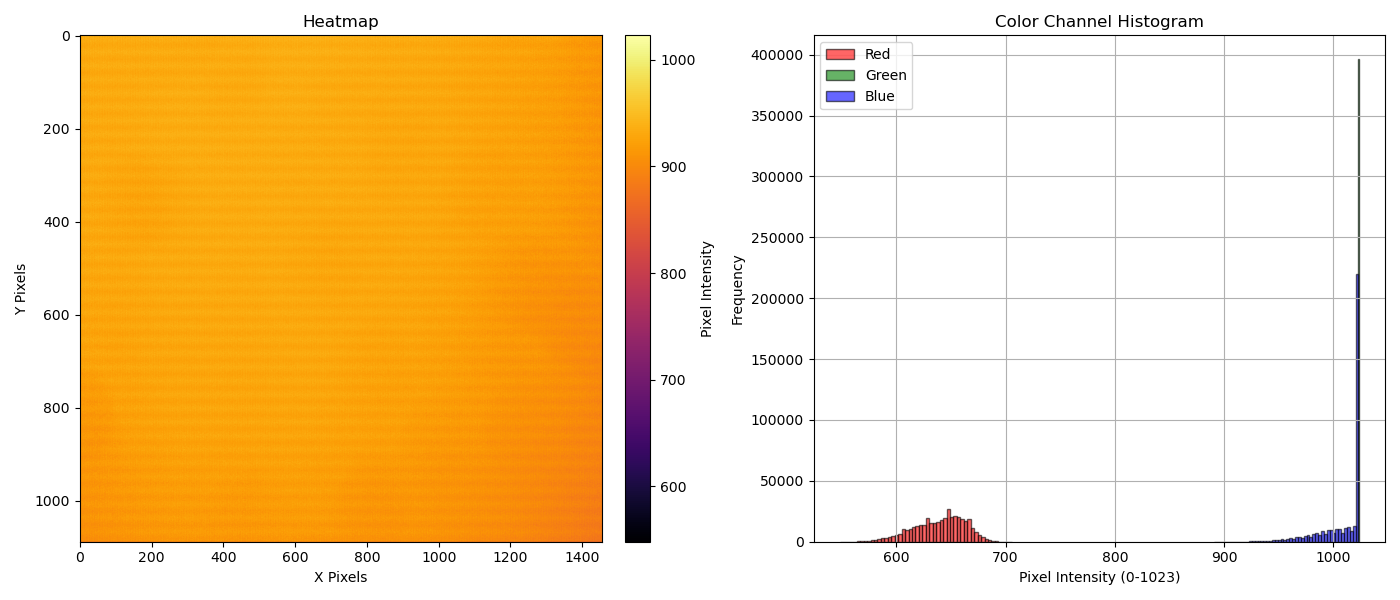 Heatmap
0
200
400
600
800
1000
Y Pixels
0 200 400 600 800 1000 1200 1400
X Pixels
1000
900
800
700
600
Pixel Intensity
Color Channel Histogram
Red
Green
Blue
400000
350000
300000
250000
200000
150000
100000
50000
0
Frequency
600 700 800 900 1000
Pixel Intensity (0-1023)